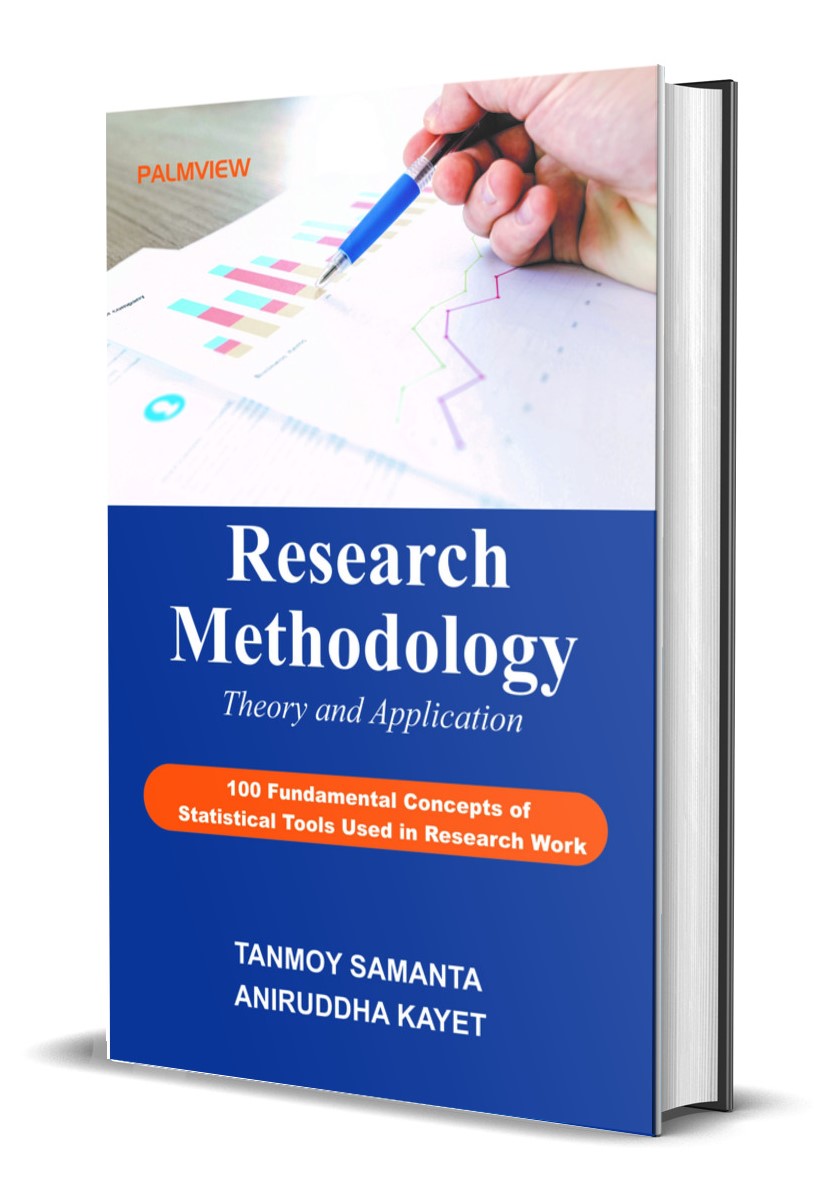 PALMVIEW
Research
Methodology
Theory and Application
100 Fundamental Concepts of
Statistical Tools Used in Research Work
TANMOY SAMANTA
ANIRUDDHA KAYET